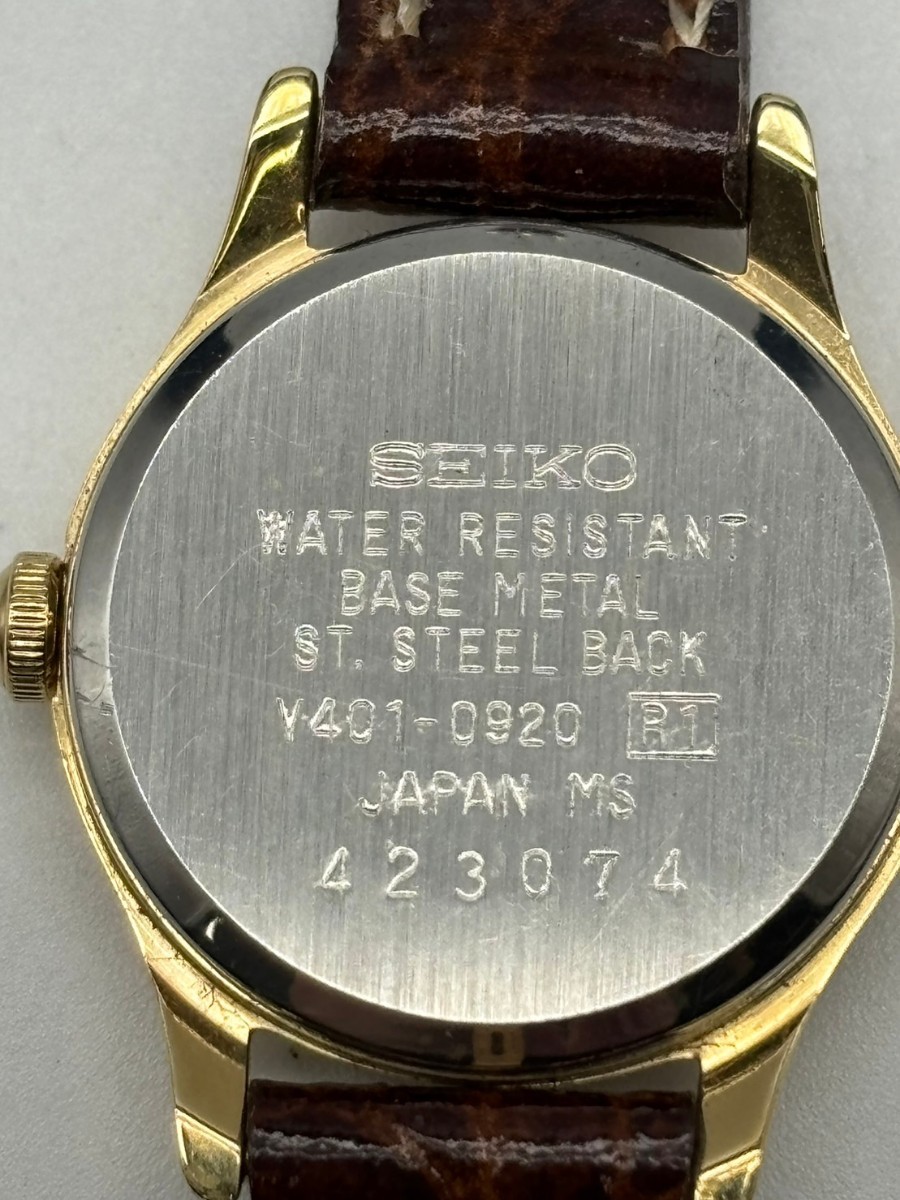 SEIKO
WATER RESISTANT
BASE METAL
ST. STEEL BACK
V401-0920 R1
JAPAN MS
423074